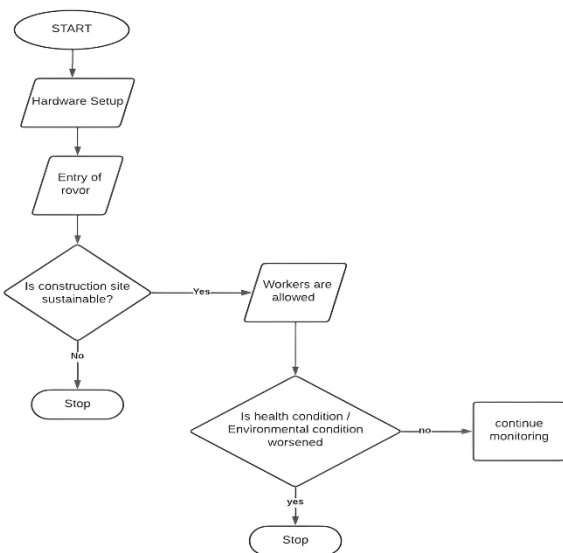 START
Hardware Setup
Entry of
rovor
Is construction site
sustainable?
Yes
Workers are
allowed
No
Stop
Is health condition /
Environmental condition
worsened
no
continue
monitoring
yes
Stop